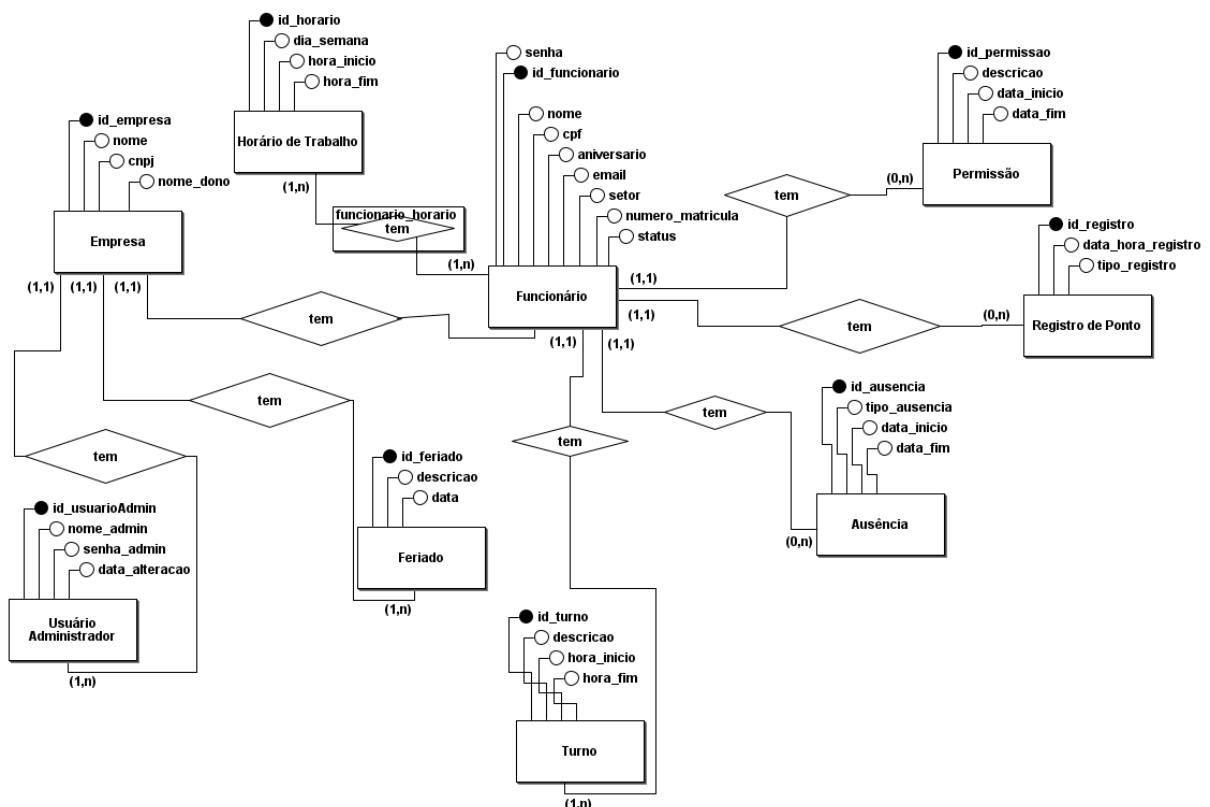 id_horario
dia_semana
hora_inicio
hora_fim
Horário de Trabalho
(1,n)
id_empresa
nome
cnpj
nome_dono
Empresa
(1,1)
(1,1)
(1,1)
funcionario_horario
tem
(1,n)
senha
id_funcionario
nome
cpf
aniversario
email
setor
numero_matricula
status
Funcionário
(1,1)
(1,1)
(1,1)
(1,1)
tem
(0,n)
id_permissao
descricao
data_inicio
data_fim
Permissão
tem
(0,n)
id_registro
data_hora_registro
tipo_registro
Registro de Ponto
tem
tem
tem
id_usuarioAdmin
nome_admin
senha_admin
data_alteracao
Usuário
Administrador
(1,n)
id_feriado
descricao
data
Feriado
(1,n)
tem
tem
id_ausencia
tipo_ausencia
data_inicio
data_fim
Ausência
(0,n)
id_turno
descricao
hora_inicio
hora_fim
Turno
(1,n)